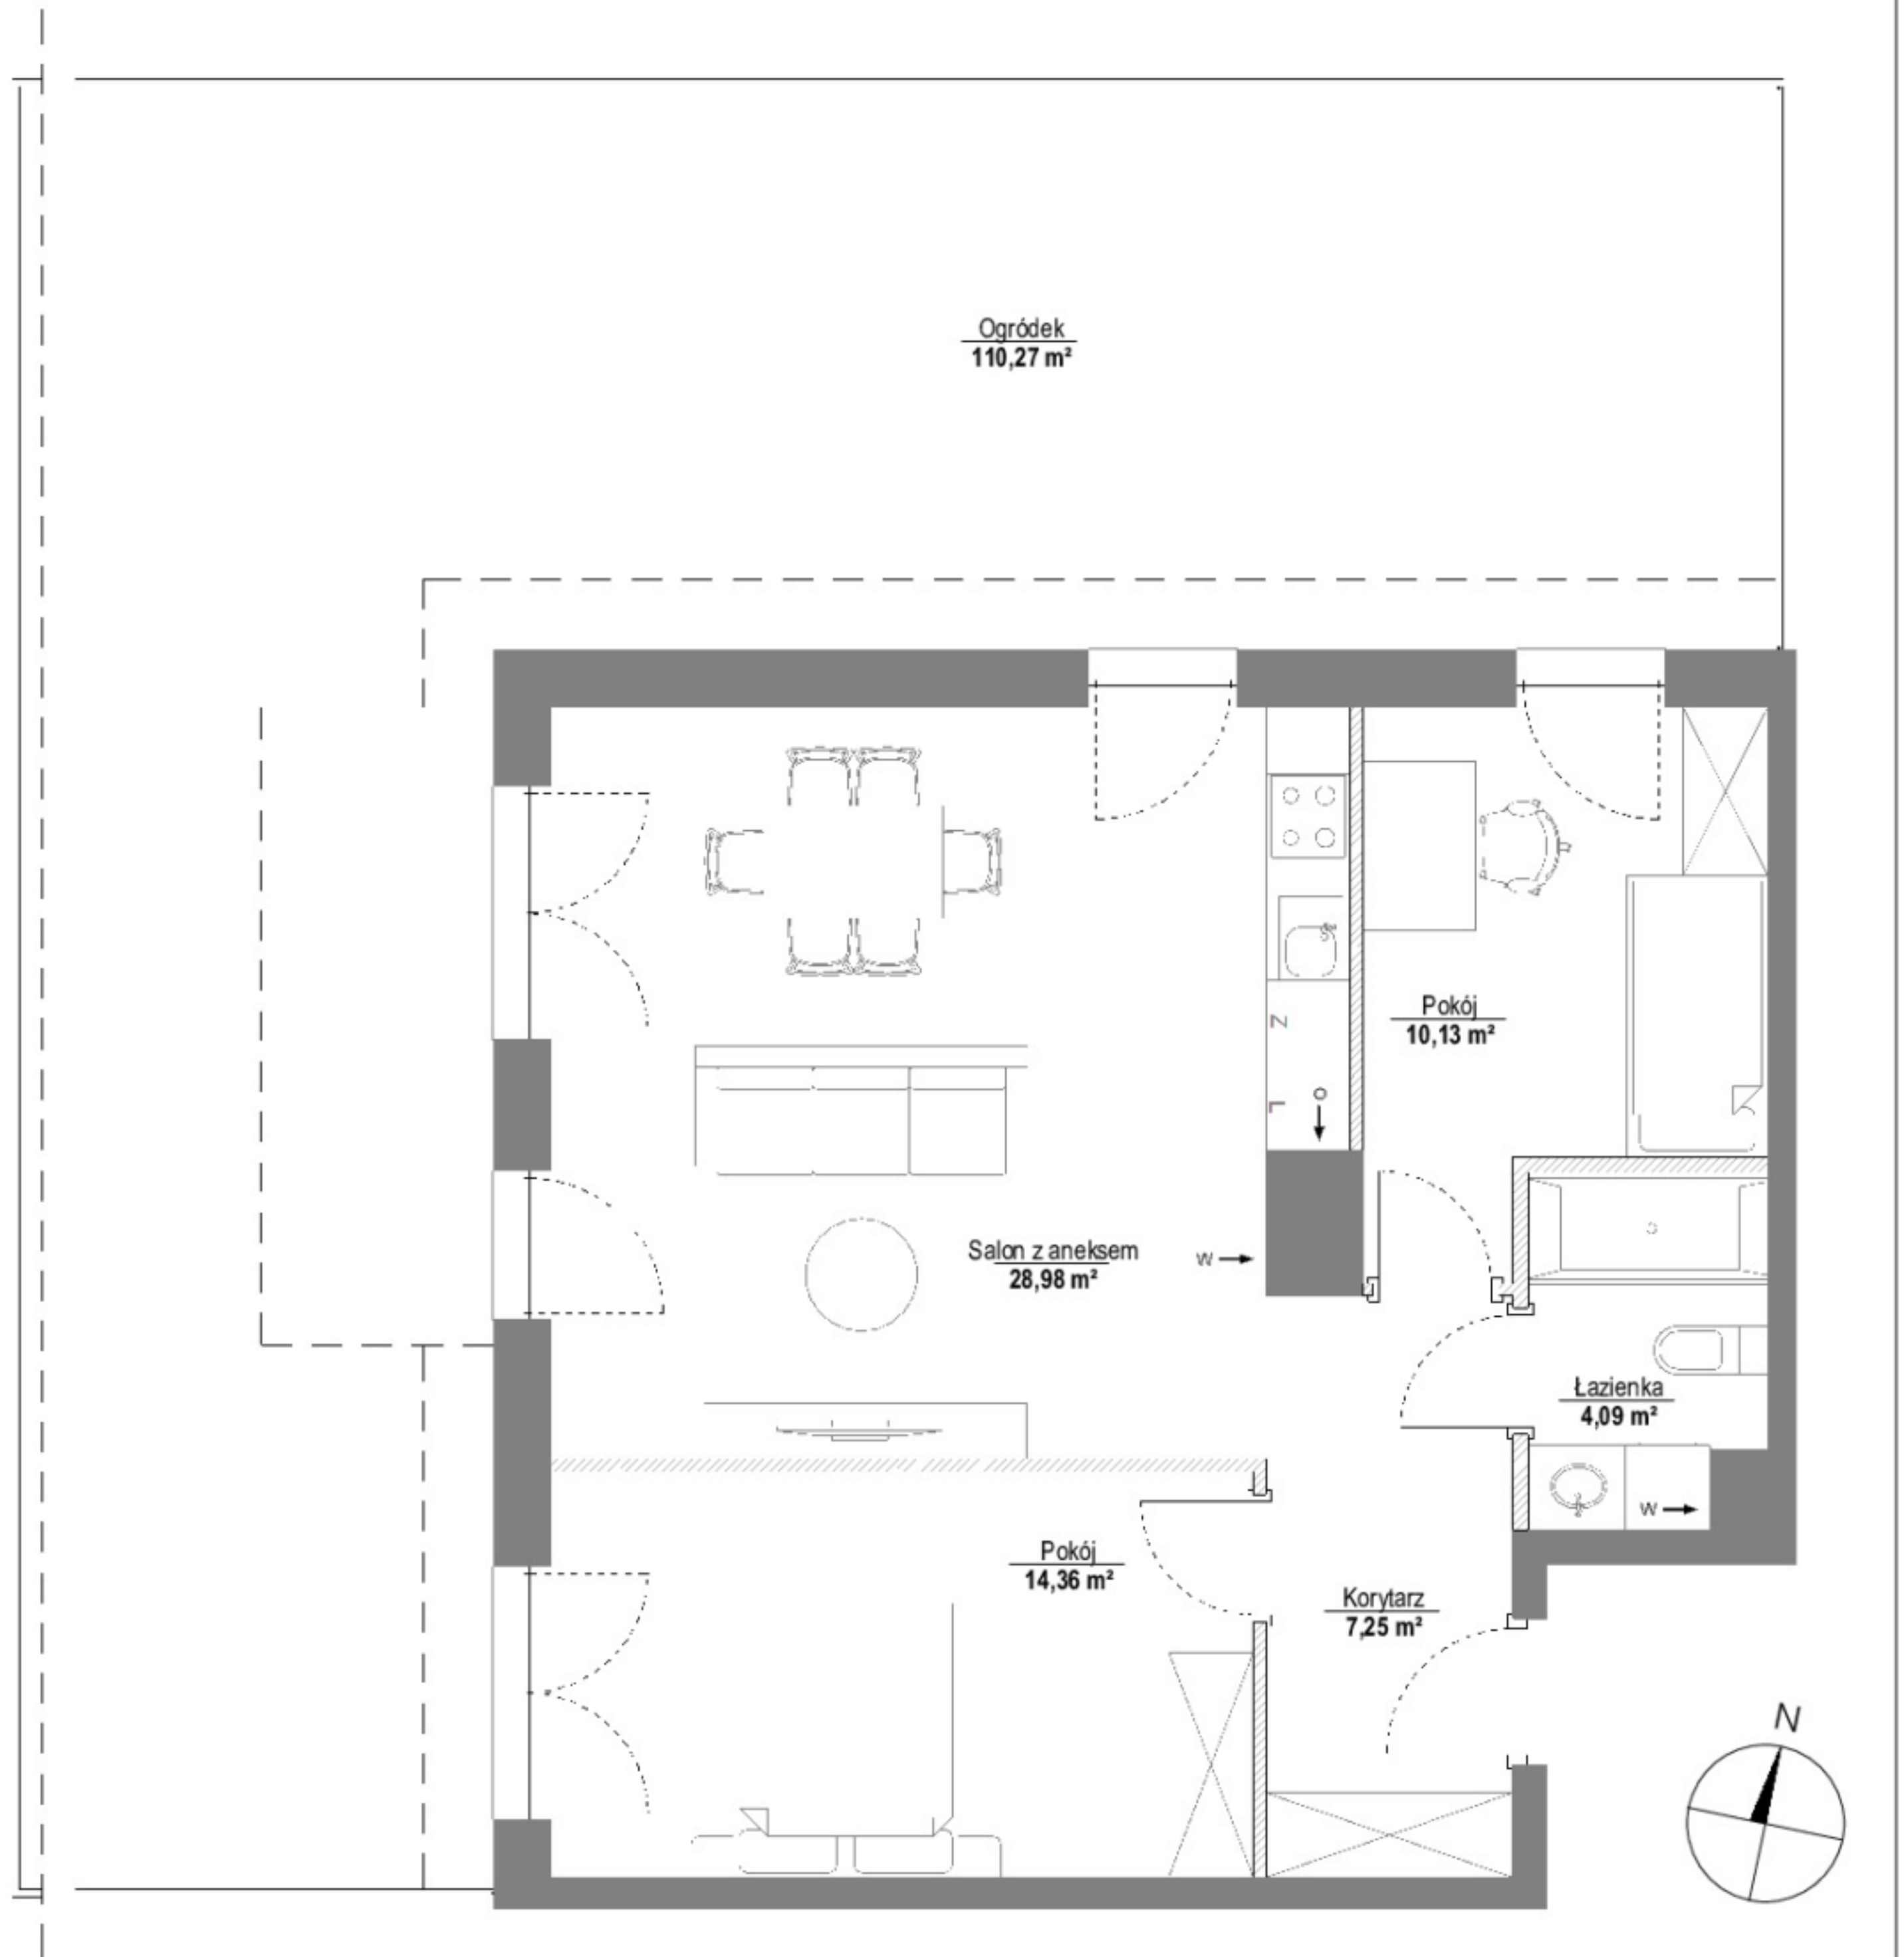 Ogródek
110,27 m²
Z
Pokój
10,13 m²
L
o
Salon z aneksem
28,98 m²
W
Łazienka
4,09 m²
W
Pokój
14,36 m²
Korytarz
7,25 m²
N